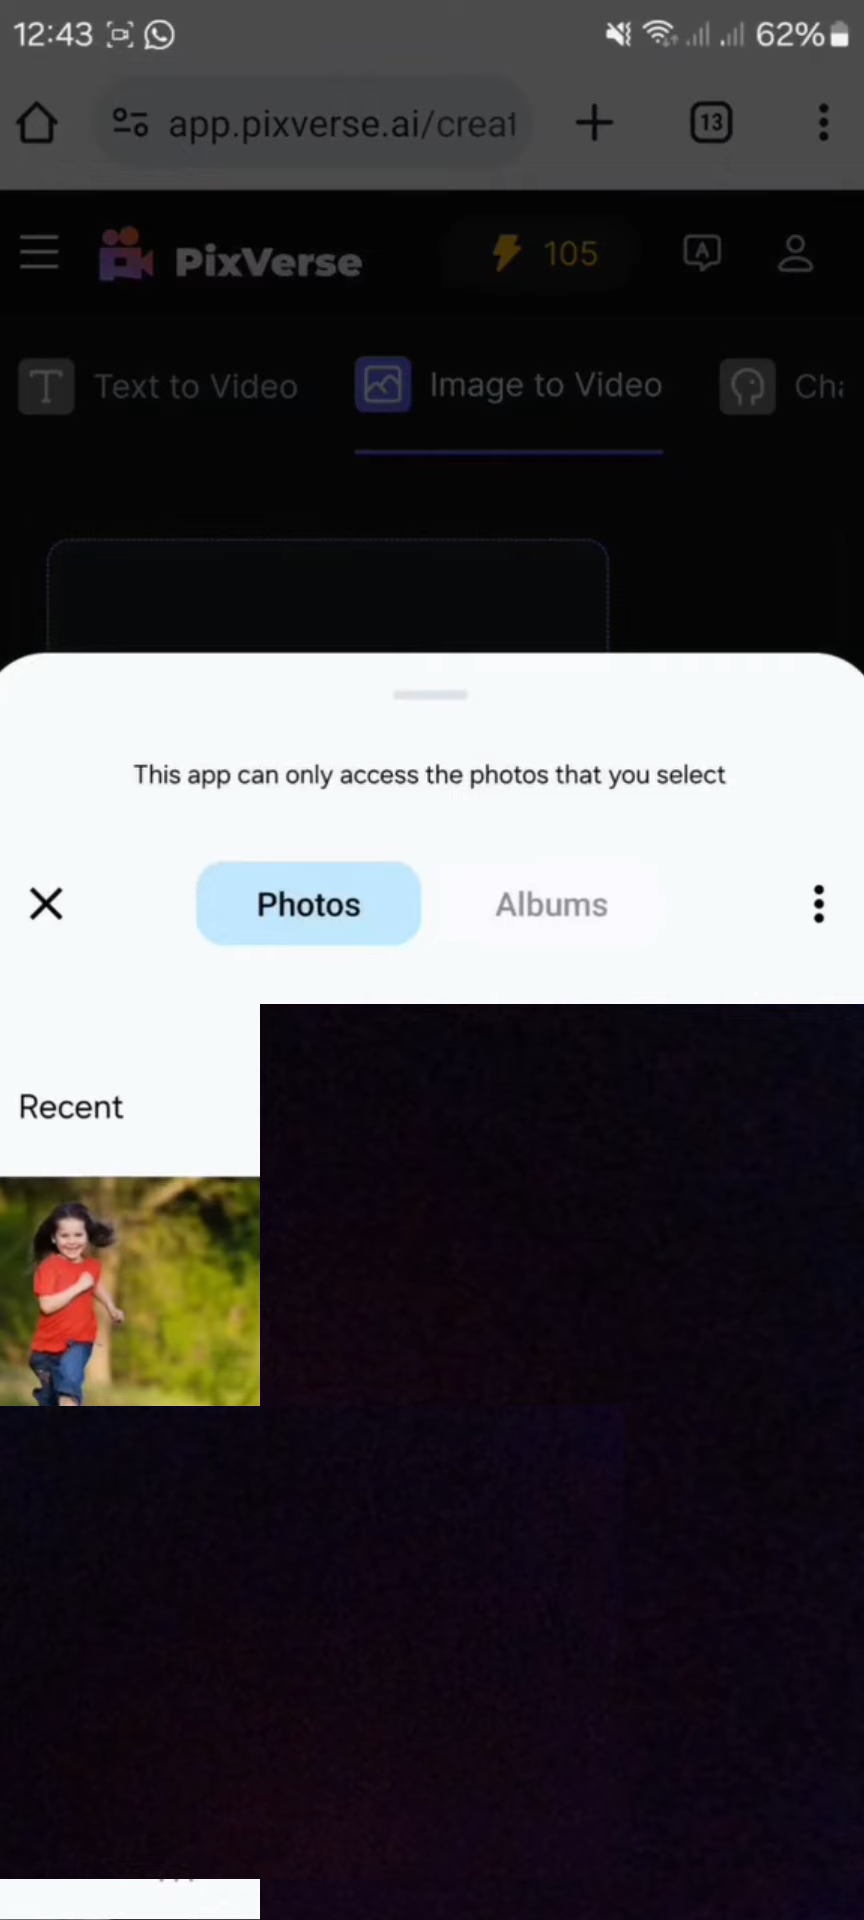 12:43 62%
app.pixverse.ai/creat
13
PixVerse 105 A
T Text to Video Image to Video
This app can only access the photos that you select
Photos Albums
Recent